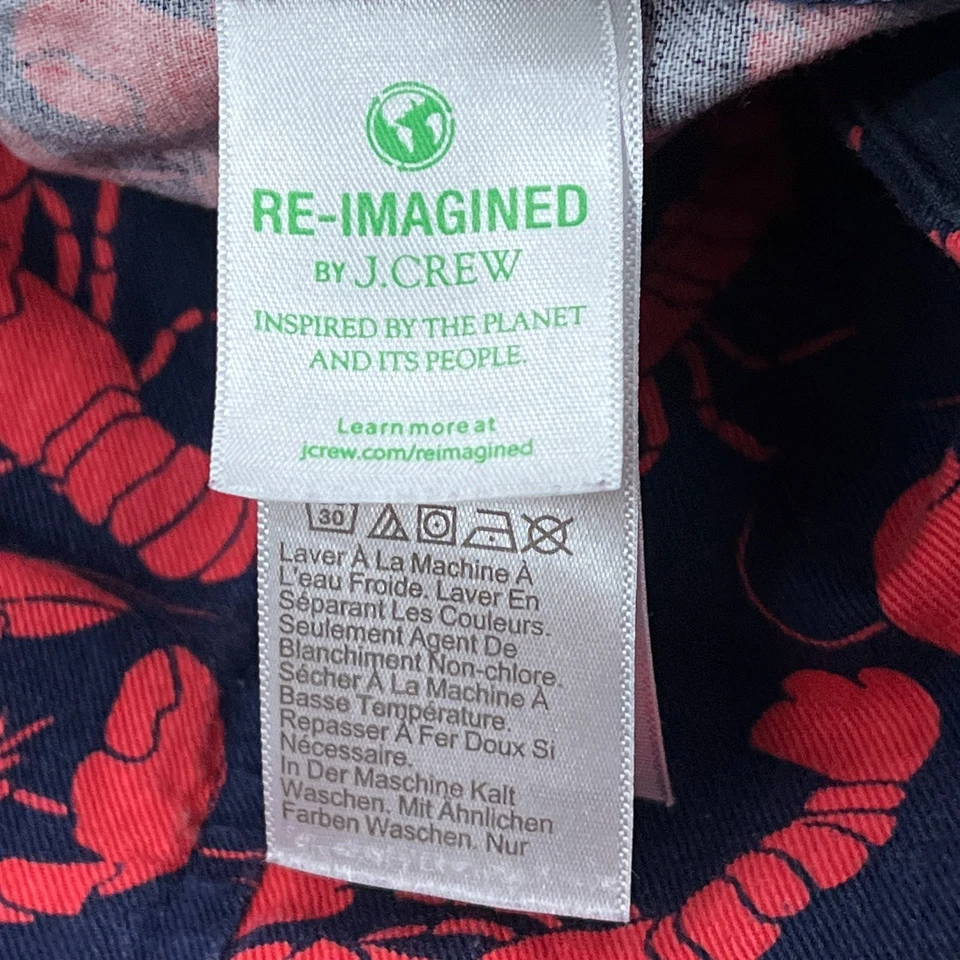 RE-IMAGINED
BY J.CREW
INSPIRED BY THE PLANET
AND ITS PEOPLE.
Learn more at
jcrew.com/reimagined
30
Laver À La Machine À
L'eau Froide. Laver En
Séparant Les Couleurs.
Seulement Agent De
Blanchiment Non-chlore.
Sécher À La Machine À
Basse Température.
Repasser À Fer Doux Si
Nécessaire.
In Der Maschine Kalt
Waschen. Mit Ähnlichen
Farben Waschen. Nur